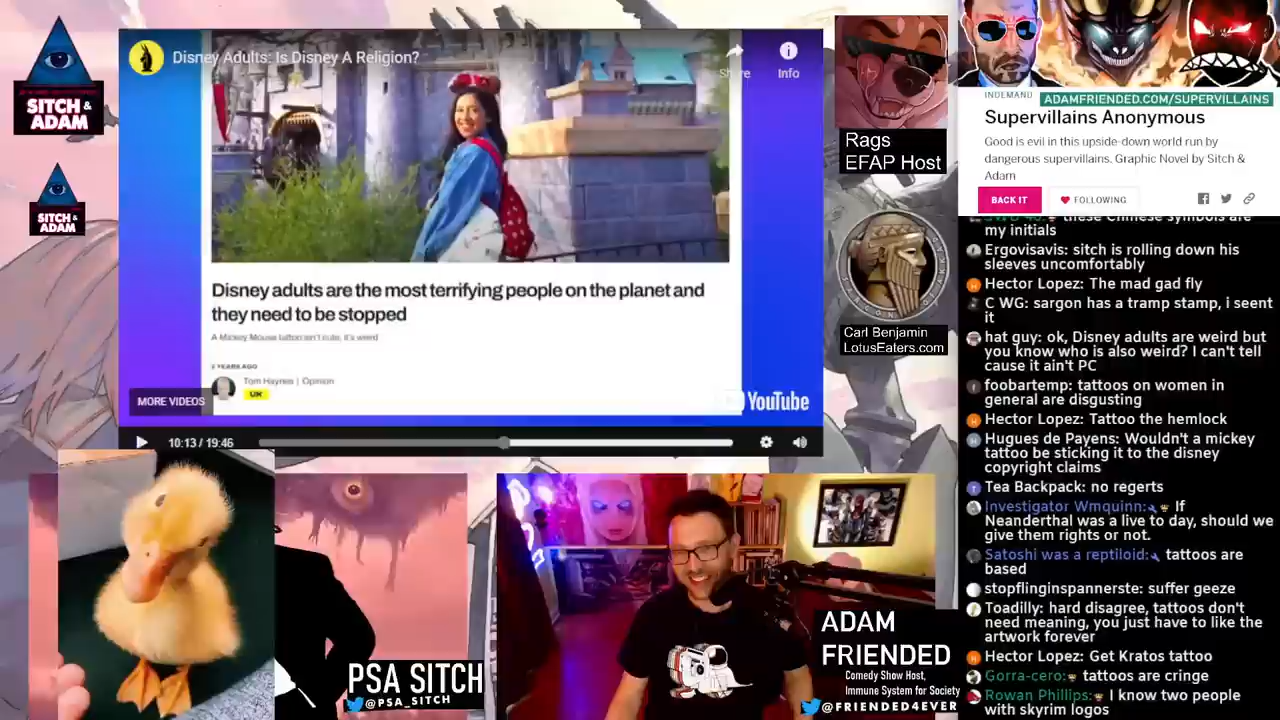 SITCH &
ADAM
SITCH &
ADAM
Disney Adults: Is Disney A Religion?
Share
Info
Disney adults are the most terrifying people on the planet and
they need to be stopped
A Mickey Mouse tattoo isn't cute, it's weird
2 YEARS AGO
Tom Haynes | Opinion
UK
MORE VIDEOS
YouTube
10:13 / 19:46
Rags
EFAP Host
Carl Benjamin
LotusEaters.com
INDEMAND
ADAMFRIENDED.COM/SUPERVILLAINS
Supervillains Anonymous
Good is evil in this upside-down world run by
dangerous supervillains. Graphic Novel by Sitch &
Adam
BACK IT
FOLLOWING
these Chinese symbols are
my initials
Ergovisavis: sitch is rolling down his
sleeves uncomfortably
Hector Lopez: The mad gad fly
C WG: sargon has a tramp stamp, i seent
it
hat guy: ok, Disney adults are weird but
you know who is also weird? I can't tell
cause it ain't PC
foobartemp: tattoos on women in
general are disgusting
Hector Lopez: Tattoo the hemlock
Hugues de Payens: Wouldn't a mickey
tattoo be sticking it to the disney
copyright claims
Tea Backpack: no regerts
Investigator Wmquinn: If
Neanderthal was a live to day, should we
give them rights or not.
Satoshi was a reptiloid: tattoos are
based
stopflinginspannerste: suffer geeze
Toadilly: hard disagree, tattoos don't
need meaning, you just have to like the
artwork forever
Hector Lopez: Get Kratos tattoo
Gorra-cero: tattoos are cringe
Rowan Phillips: I know two people
with skyrim logos
PSA SITCH
@PSA_SITCH
ADAM
FRIENDED
Comedy Show Host,
Immune System for Society
@FRIENDED4EVER